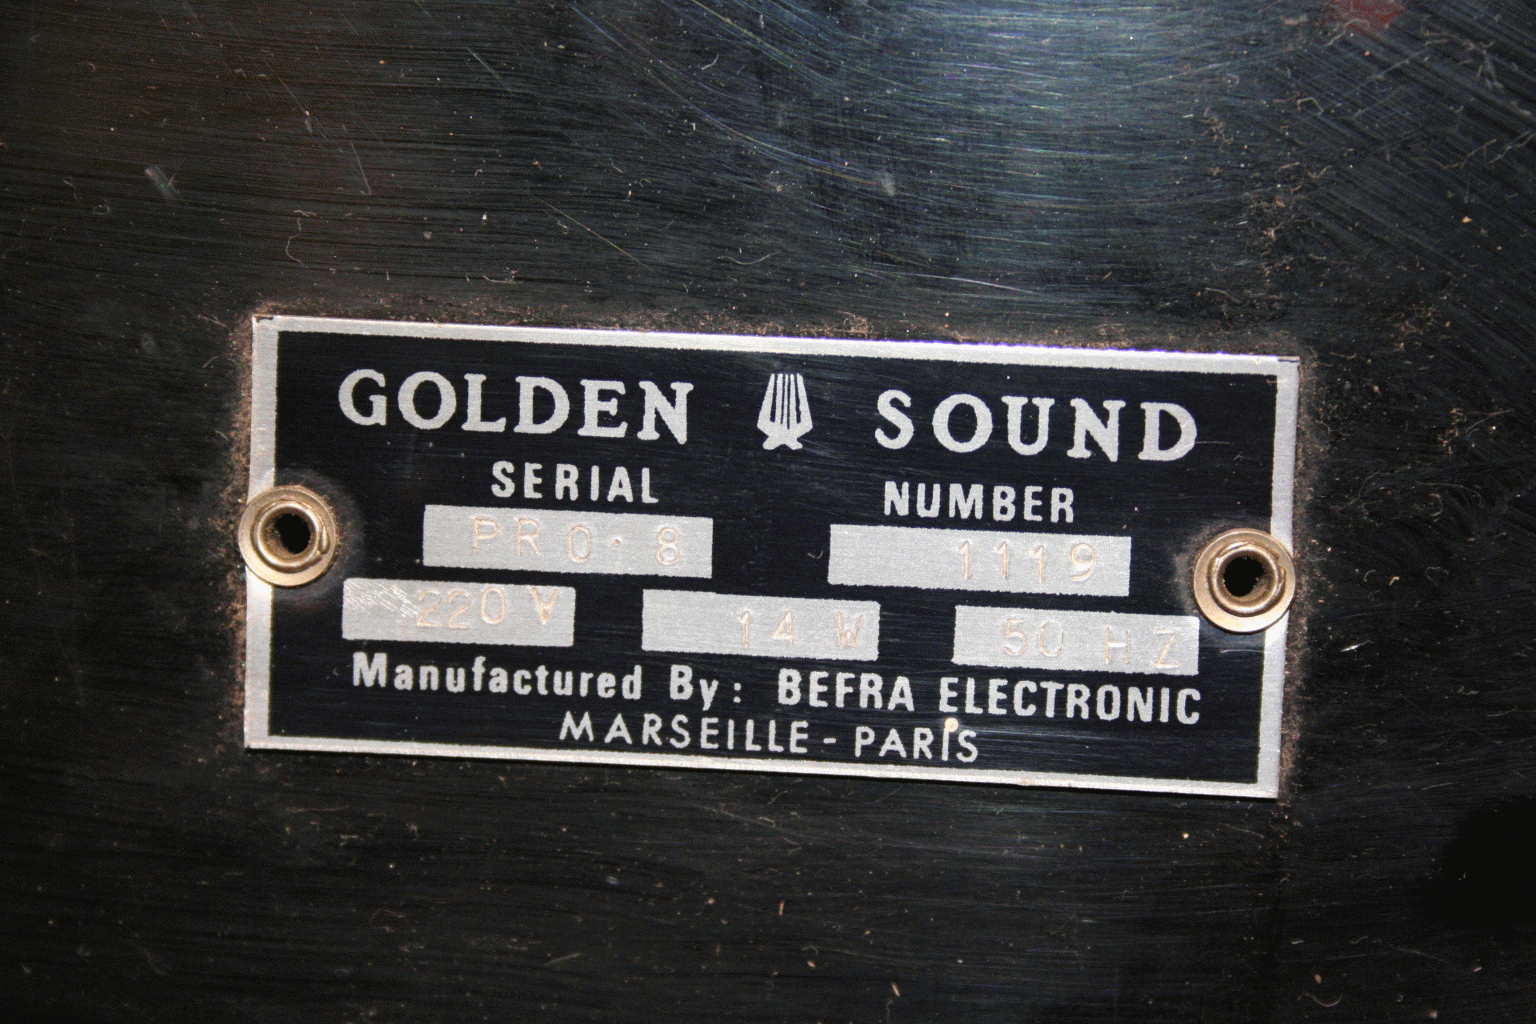 GOLDEN SOUND
SERIAL NUMBER
PRO·8 1119
220 V 14 W 50 HZ
Manufactured By: BEFRA ELECTRONIC
MARSEILLE - PARIS